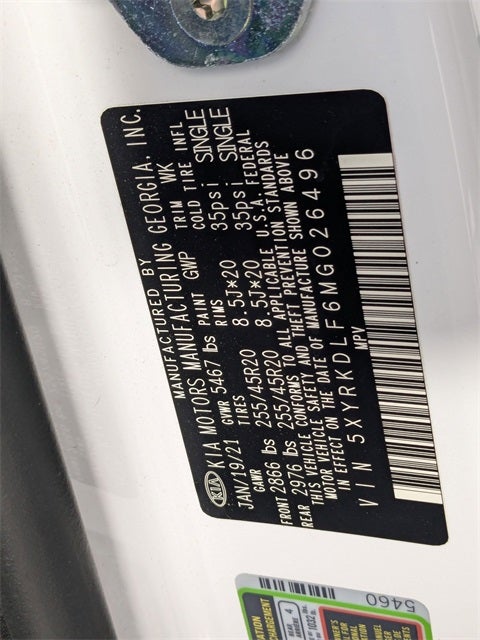 MANUFACTURED BY
KIA KIA MOTORS MANUFACTURING GEORGIA, INC.
JAN/19/21 GVWR 5467 lbs PAINT GWP TRIM WK
GAWR TIRES RIMS COLD TIRE INFL
FRONT 2866 lbs 255/45R20 8.5J*20 35psi SINGLE
REAR 2976 lbs 255/45R20 8.5J*20 35psi SINGLE
THIS VEHICLE CONFORMS TO ALL APPLICABLE U.S.A. FEDERAL
MOTOR VEHICLE SAFETY AND THEFT PREVENTION STANDARDS
IN EFFECT ON THE DATE OF MANUFACTURE SHOWN ABOVE
VIN 5XYRKDLF6MG026496
MPV
5460
4